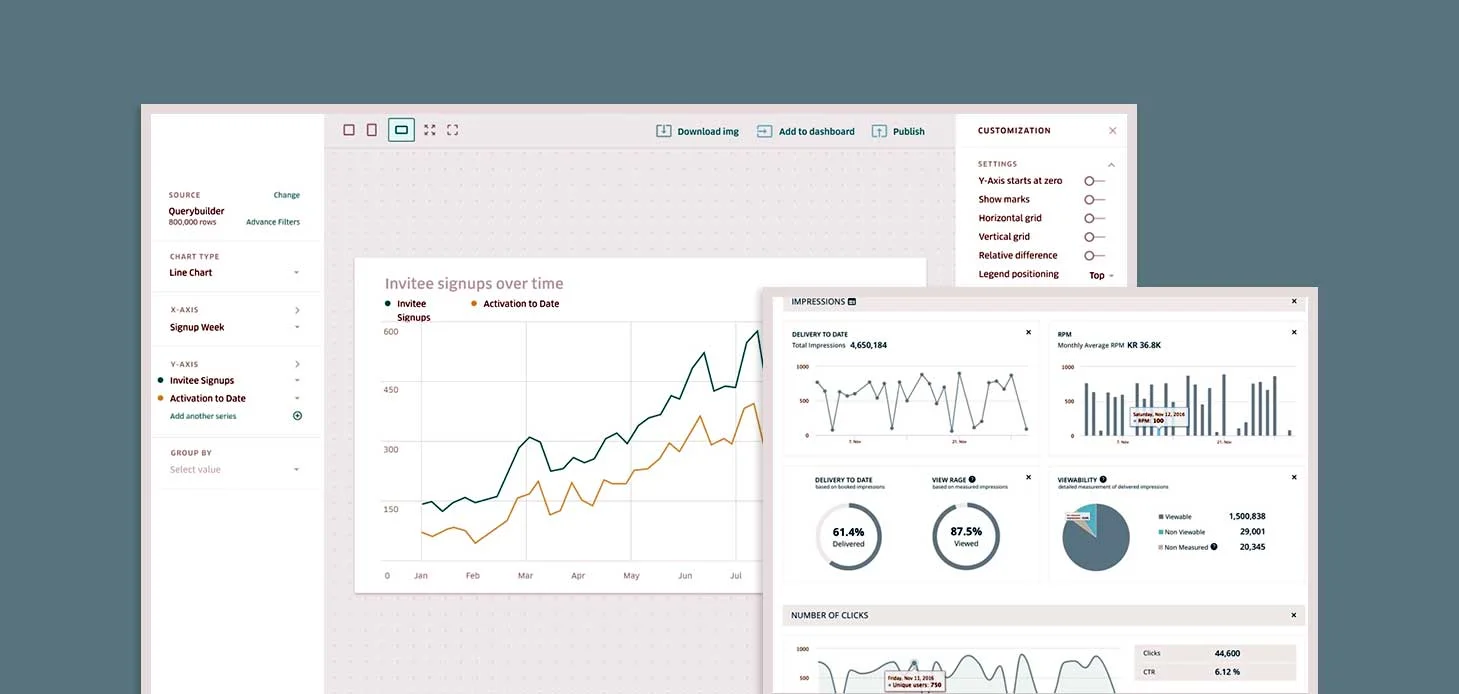 Download img
Add to dashboard
Publish
SOURCE
Change
Querybuilder
800,000 rows
Advance Filters
CHART TYPE
Line Chart
X-AXIS
Signup Week
Y-AXIS
Invitee Signups
Activation to Date
Add another series
GROUP BY
Select value
Invitee signups over time
Invitee
Signups
Activation to Date
600
450
300
150
0 Jan Feb Mar Apr May Jun Jul
CUSTOMIZATION
SETTINGS
Y-Axis starts at zero
Show marks
Horizontal grid
Vertical grid
Relative difference
Legend positioning Top
IMPRESSIONS
DELIVERY TO DATE
Total Impressions 4,650,184
1000
500
0
7. Nov 21. Nov
RPM
Monthly Average RPM KR 36.8K
1000
500
0
Saturday, Nov 12, 2016
RPM: 100
7. Nov 21. Nov
DELIVERY TO DATE
based on booked impressions
61.4%
Delivered
VIEW RAGE ?
based on measured impressions
87.5%
Viewed
VIEWABILITY ?
detailed measurement of delivered impressions
Viewable 1,500,838
Non Viewable 29,001
Non Measured ? 20,345
NUMBER OF CLICKS
1000
500
Friday, Nov 11, 2016
Unique users: 750
Clicks 44,600
CTR 6.12 %